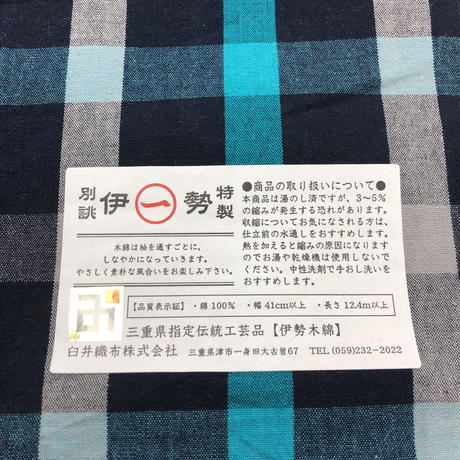 別誂 伊 一 勢 特製
木綿は袖を通すごとに、
しなやかになっていきます。
やさしく素朴な風合いをお楽しみ下さい。
●商品の取り扱いについて●
本商品は湯のし済ですが、3〜5%
の縮みが発生する恐れがあります。
収縮についてお気になされる方は、
仕立前の水通しをおすすめします。
熱を加えると縮みの原因になります
のでお湯や乾燥機は使用しないで
ください。中性洗剤で手おし洗いを
おすすめします。
【品質表示証】・綿100% ・幅41cm以上 ・長さ12.4m以上
三重県指定伝統工芸品【伊勢木綿】
臼井織布株式会社 三重県津市一身田大古曽67 TEL (059)232-2022